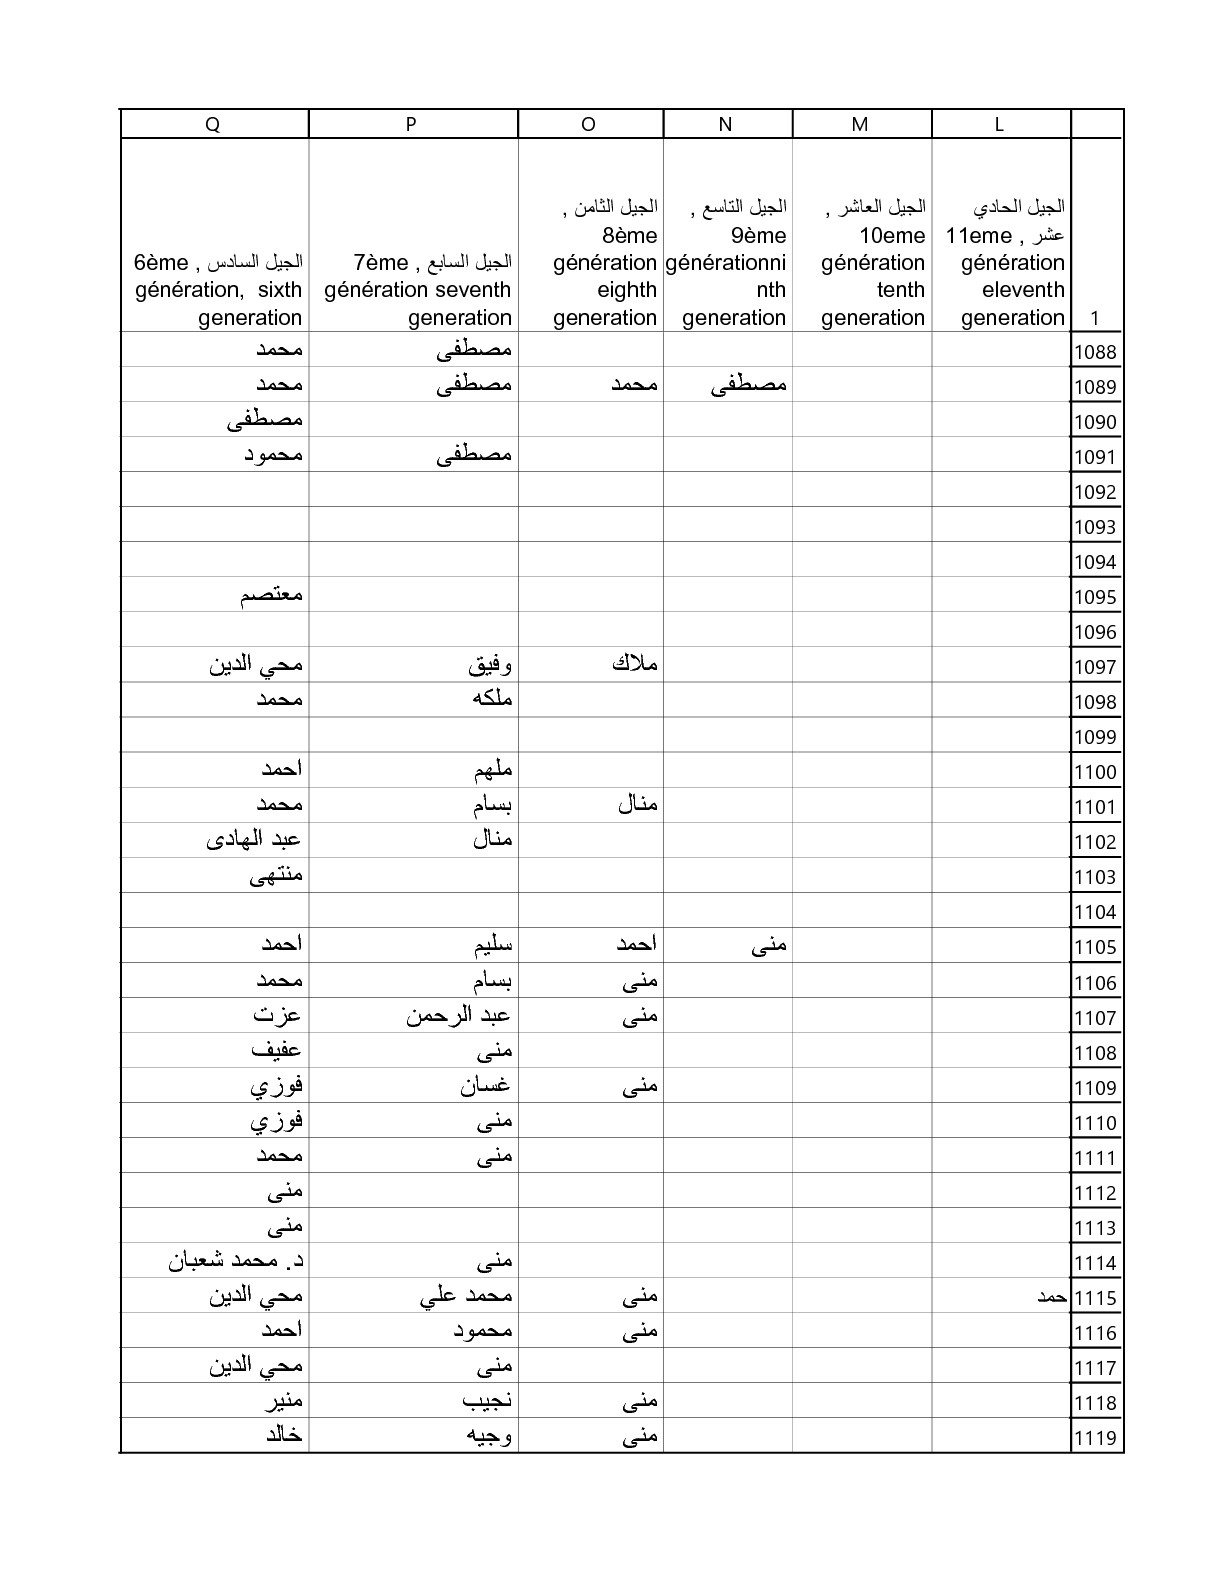 Q P O N M L
الجيل السادس , 6ème génération, sixth generation الجيل السابع , 7ème génération seventh generation الجيل الثامن , 8ème génération eighth generation الجيل التاسع , 9ème générationni nth generation الجيل العاشر , 10eme génération tenth generation الجيل الحادي عشر , 11eme génération eleventh generation 1
محمد مصطفى 1088
محمد مصطفى محمد مصطفى 1089
مصطفى 1090
محمود مصطفى 1091
1092
1093
1094
معتصم 1095
1096
محي الدين وفيق ملاك 1097
محمد ملكه 1098
1099
احمد ملهم 1100
محمد بسام منال 1101
عبد الهادى منال 1102
منتهى 1103
1104
احمد سليم احمد منى 1105
محمد بسام منى 1106
عزت عبد الرحمن منى 1107
عفيف منى 1108
فوزي غسان منى 1109
فوزي منى 1110
محمد منى 1111
منى 1112
منى 1113
د. محمد شعبان منى 1114
محي الدين محمد علي منى حمد 1115
احمد محمود منى 1116
محي الدين منى 1117
منير نجيب منى 1118
خالد وجيه منى 1119